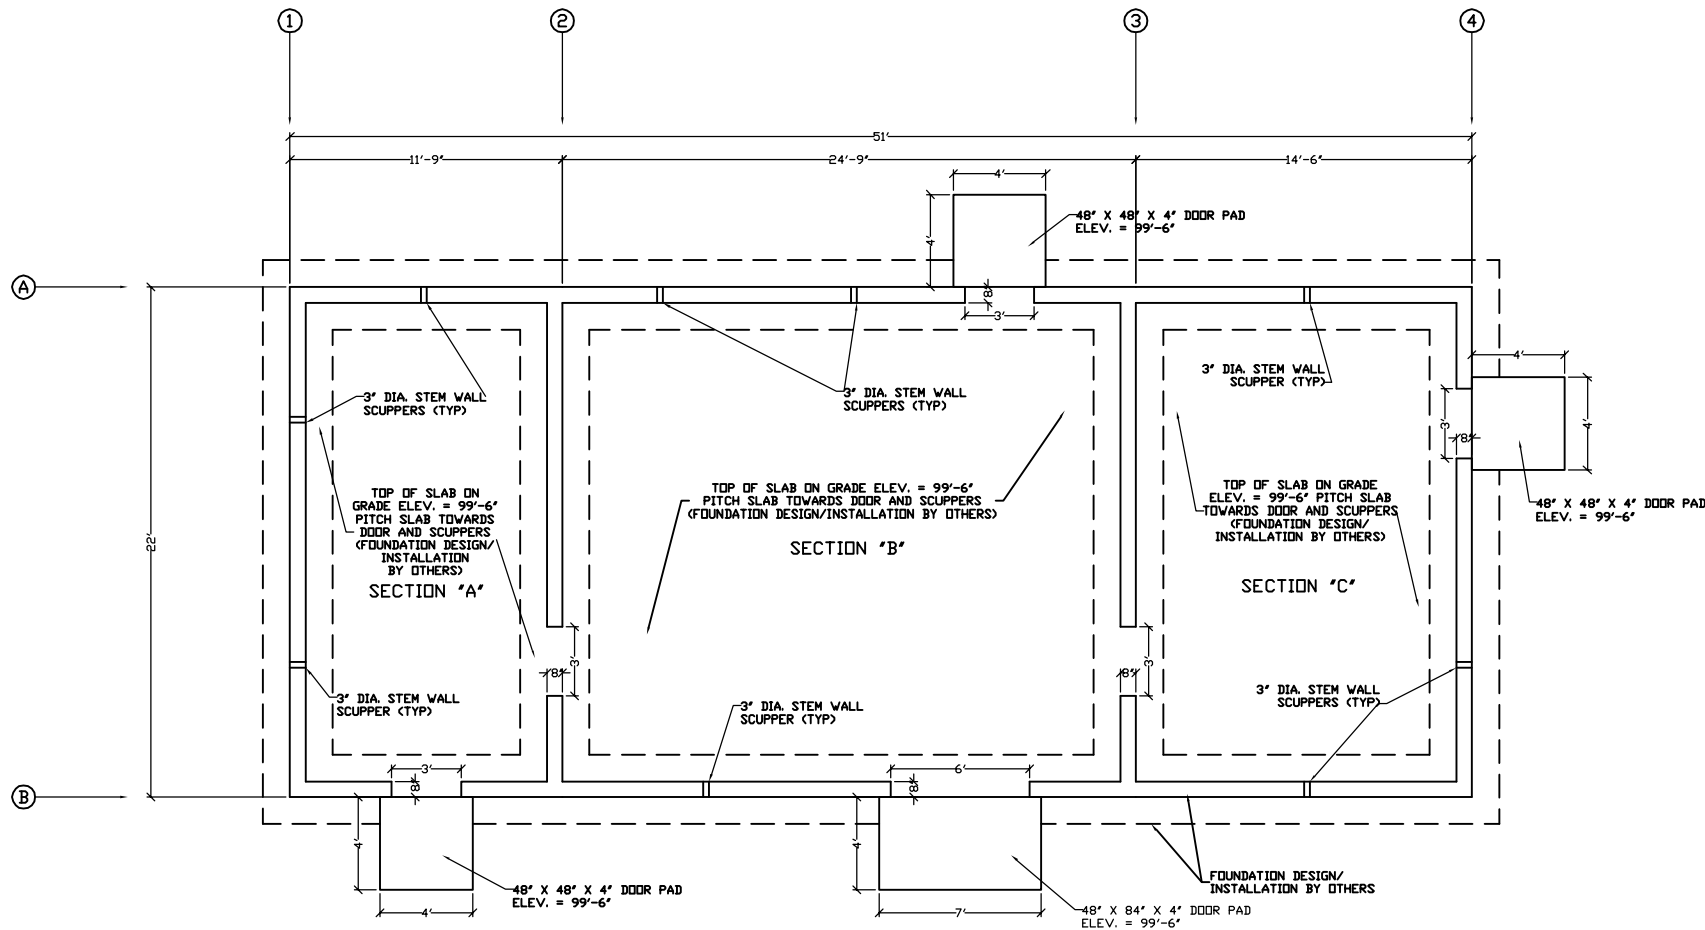 1
2
3
4
51'
11'-9"
24'-9"
14'-6"
4'
4'
48" X 48" X 4" DOOR PAD
ELEV. = 99'-6"
A
8"
3'
4'
3" DIA. STEM WALL
SCUPPERS (TYP)
3" DIA. STEM WALL
SCUPPERS (TYP)
3" DIA. STEM WALL
SCUPPER (TYP)
3'
8"
4'
48" X 48" X 4" DOOR PAD
ELEV. = 99'-6"
22'
TOP OF SLAB ON
GRADE ELEV. = 99'-6"
PITCH SLAB TOWARDS
DOOR AND SCUPPERS
(FOUNDATION DESIGN/
INSTALLATION
BY OTHERS)
SECTION "A"
TOP OF SLAB ON GRADE ELEV. = 99'-6"
PITCH SLAB TOWARDS DOOR AND SCUPPERS
(FOUNDATION DESIGN/INSTALLATION BY OTHERS)
SECTION "B"
TOP OF SLAB ON GRADE
ELEV. = 99'-6" PITCH SLAB
TOWARDS DOOR AND SCUPPERS
(FOUNDATION DESIGN/
INSTALLATION BY OTHERS)
SECTION "C"
8"
3'
8"
3'
3" DIA. STEM WALL
SCUPPER (TYP)
3" DIA. STEM WALL
SCUPPER (TYP)
3" DIA. STEM WALL
SCUPPERS (TYP)
3'
8"
6'
8"
B
4'
4'
48" X 48" X 4" DOOR PAD
ELEV. = 99'-6"
4'
7'
48" X 84" X 4" DOOR PAD
ELEV. = 99'-6"
FOUNDATION DESIGN/
INSTALLATION BY OTHERS